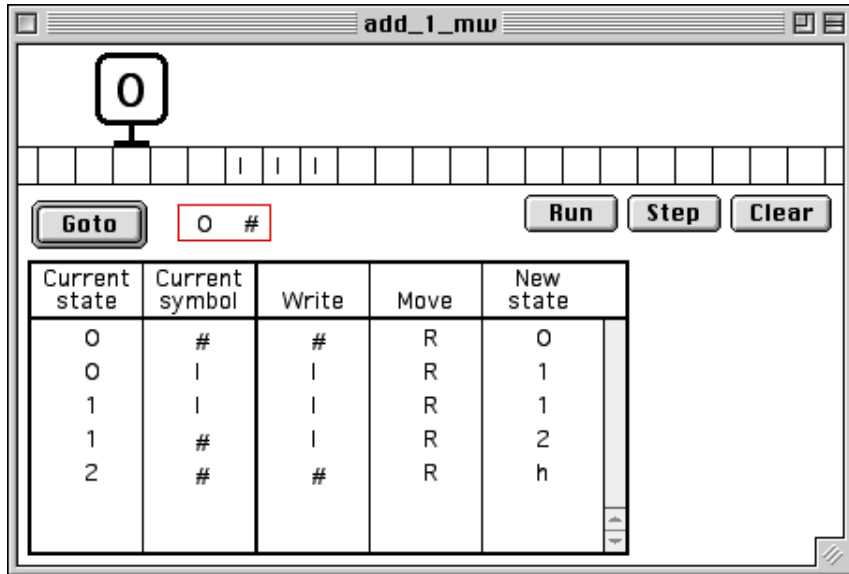 add_1_mw
0
I I I
Goto 0 # Run Step Clear
Current state Current symbol Write Move New state
0 # # R 0
0 I I R 1
1 I I R 1
1 # I R 2
2 # # R h